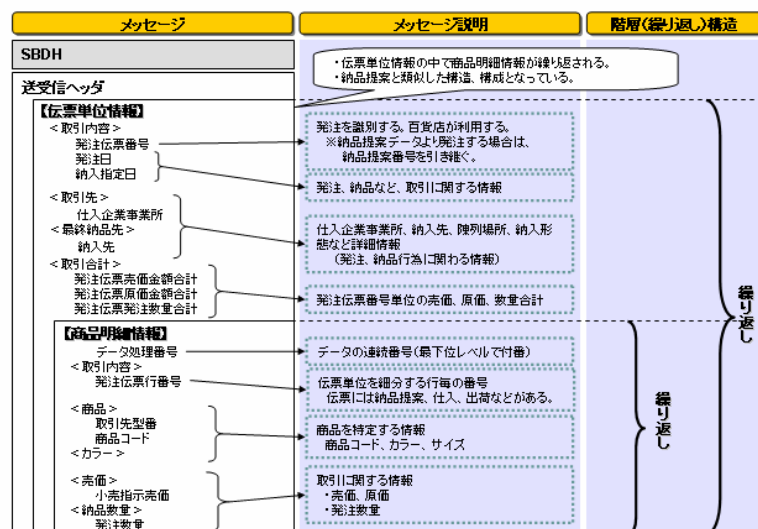 メッセージ
メッセージ説明
階層(繰り返し)構造
SBDH
・伝票単位情報の中で商品明細情報が繰り返される。
・納品提案と類似した構造、構成となっている。
送受信ヘッダ
【伝票単位情報】
＜取引内容＞
発注伝票番号
発注日
納入指定日
発注を識別する。百貨店が利用する。
※納品提案データより発注する場合は、
納品提案番号を引き継ぐ。
発注、納品など、取引に関する情報
＜取引先＞
仕入企業事業所
＜最終納品先＞
納入先
仕入企業事業所、納入先、陳列場所、納入形
態など詳細情報
(発注、納品行為に関わる情報)
＜取引合計＞
発注伝票売価金額合計
発注伝票原価金額合計
発注伝票発注数量合計
発注伝票番号単位の売価、原価、数量合計
繰り返し
【商品明細情報】
データ処理番号
データの連続番号(最下位レベルで付番)
＜取引内容＞
発注伝票行番号
伝票単位を細分する行毎の番号
伝票には納品提案、仕入、出荷などがある。
繰り返し
＜商品＞
取引先型番
商品コード
＜カラー＞
商品を特定する情報
商品コード、カラー、サイズ
＜売価＞
小売指示売価
＜納品数量＞
発注数量
取引に関する情報
・売価、原価
・発注数量